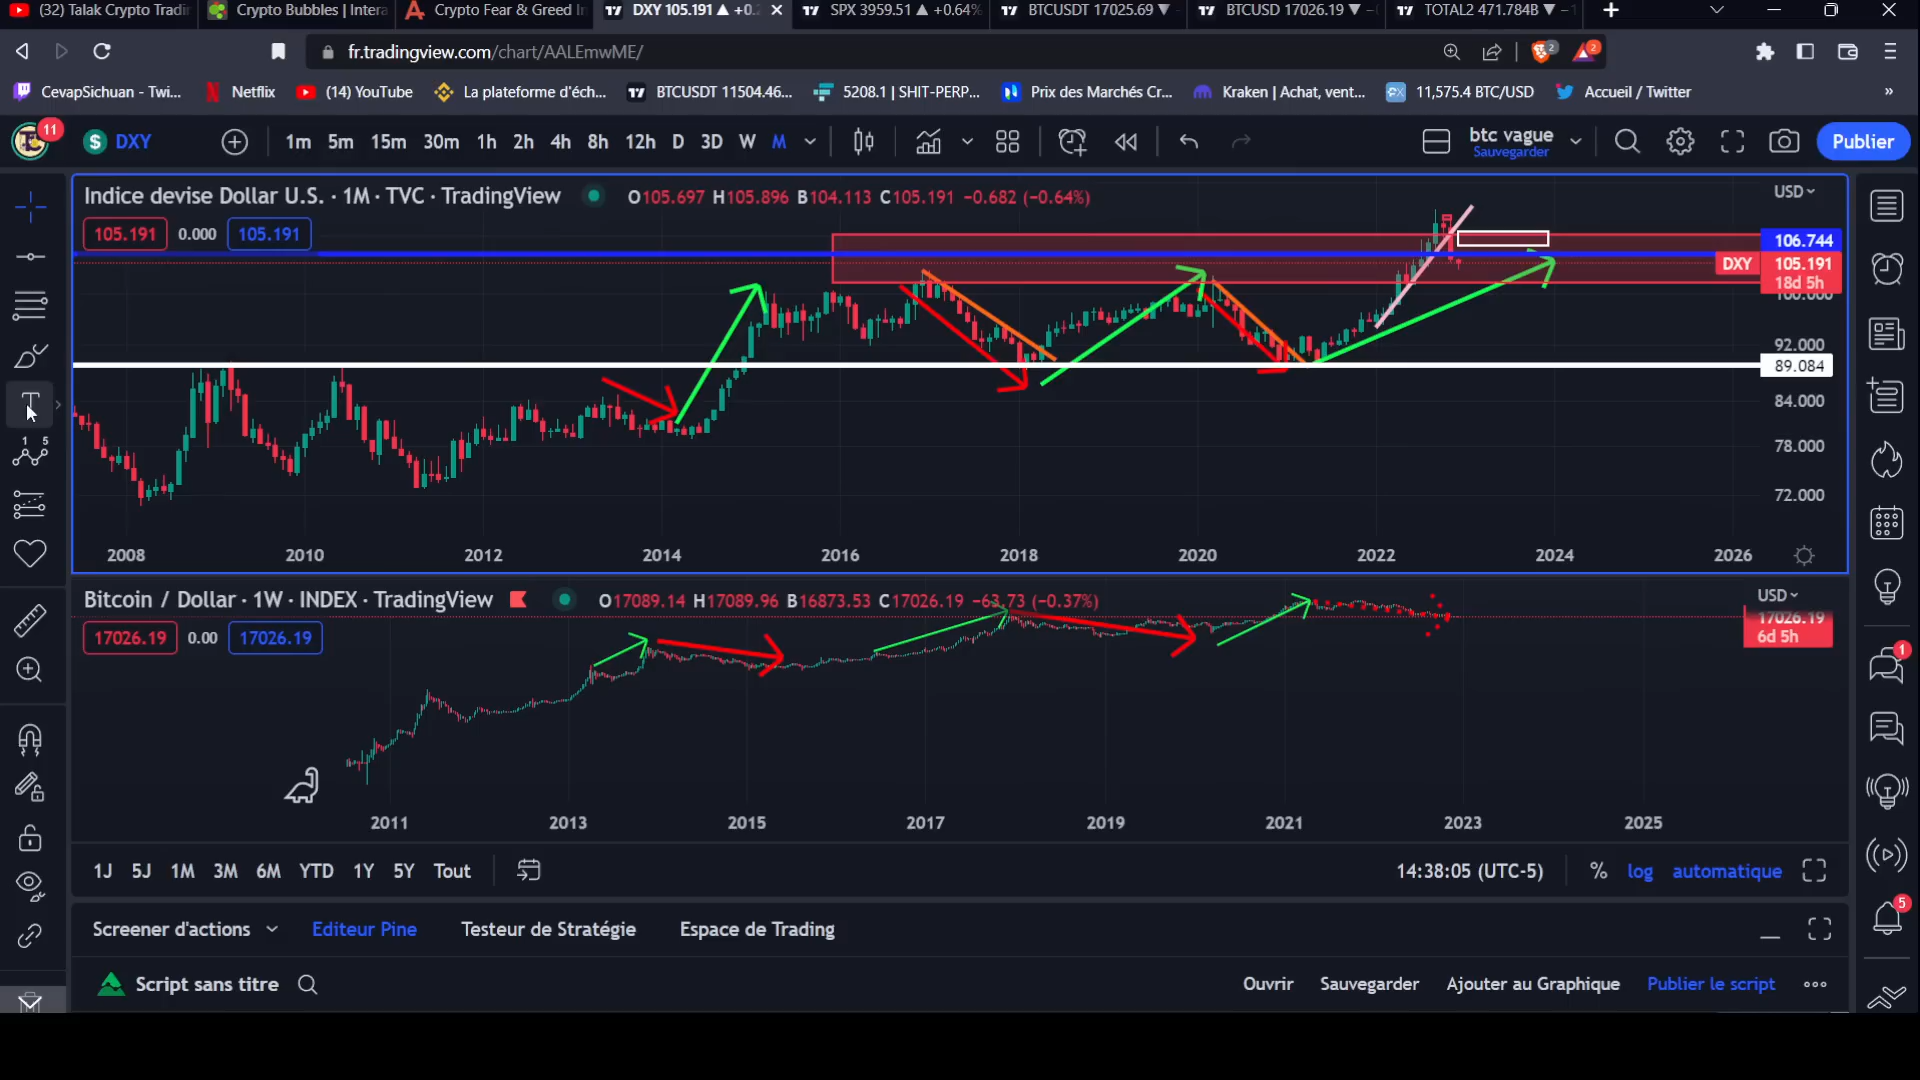 (32) Talak Crypto Tradi
Crypto Bubbles | Intera
Crypto Fear & Greed I
DXY 105.191 ▲ +0.
SPX 3959.51 ▲ +0.64%
BTCUSDT 17025.69 ▼
BTCUSD 17026.19 ▼
TOTAL2 471.784B ▼
fr.tradingview.com/chart/AALEmwME/
2
2
CevapSichuan - Twi...
Netflix
(14) YouTube
La plateforme d'éch...
BTCUSDT 11504.46...
5208.1 | SHIT-PERP...
Prix des Marchés Cr...
Kraken | Achat, vent...
11,575.4 BTC/USD
Accueil / Twitter
»
11
$ DXY
1m 5m 15m 30m 1h 2h 4h 8h 12h D 3D W M
btc vague
Sauvegarder
Publier
Indice devise Dollar U.S. · 1M · TVC · TradingView
O105.697 H105.896 B104.113 C105.191 −0.682 (−0.64%)
USD
105.191 0.000 105.191
106.744
DXY 105.191
18d 5h
100.000
92.000
89.084
84.000
78.000
72.000
2008 2010 2012 2014 2016 2018 2020 2022 2024 2026
Bitcoin / Dollar · 1W · INDEX · TradingView
O17089.14 H17089.96 B16873.53 C17026.19 −63.73 (−0.37%)
USD
17026.19 0.00 17026.19
17026.19
6d 5h
2011 2013 2015 2017 2019 2021 2023 2025
1J 5J 1M 3M 6M YTD 1Y 5Y Tout
14:38:05 (UTC-5)
% log automatique
Screener d'actions
Editeur Pine
Testeur de Stratégie
Espace de Trading
Script sans titre
Ouvrir
Sauvegarder
Ajouter au Graphique
Publier le script
T
1 5
1
5